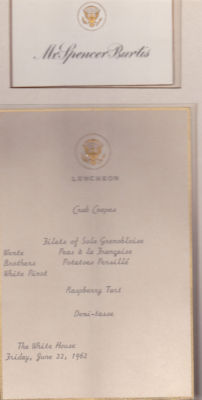 Mr. Spencer Burtis
LUNCHEON
Crab Crepes
Filets of Sole Grenobloise
Wente Peas à la Française
Brothers Potatoes Persillé
White Pinot
Raspberry Tart
Demi-tasse
The White House
Friday, June 22, 1962